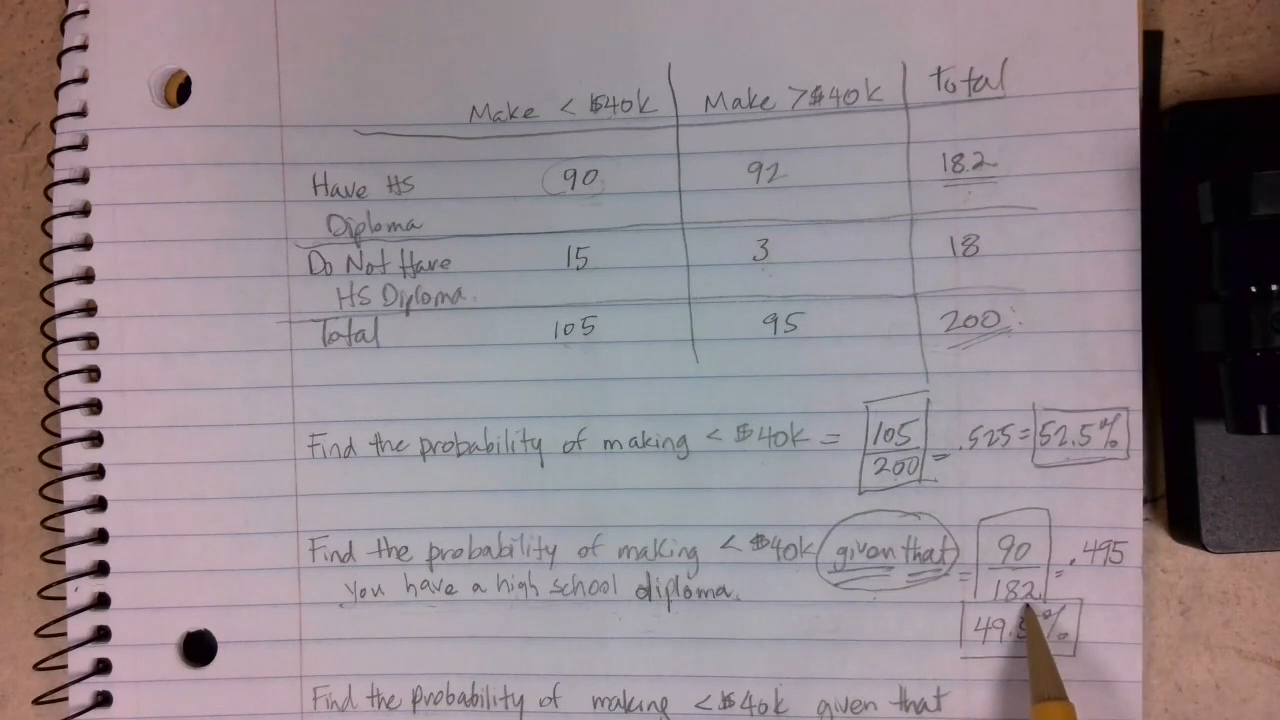 Make < $40k Make > $40k Total
Have HS 90 92 182
Diploma
Do Not Have 15 3 18
HS Diploma.
Total 105 95 200
Find the probability of making < $40k = 105/200 = .525 = 52.5%
Find the probability of making < $40k given that = 90/182 = .495
you have a high school diploma.
49.5%
Find the probability of making < $40k given that